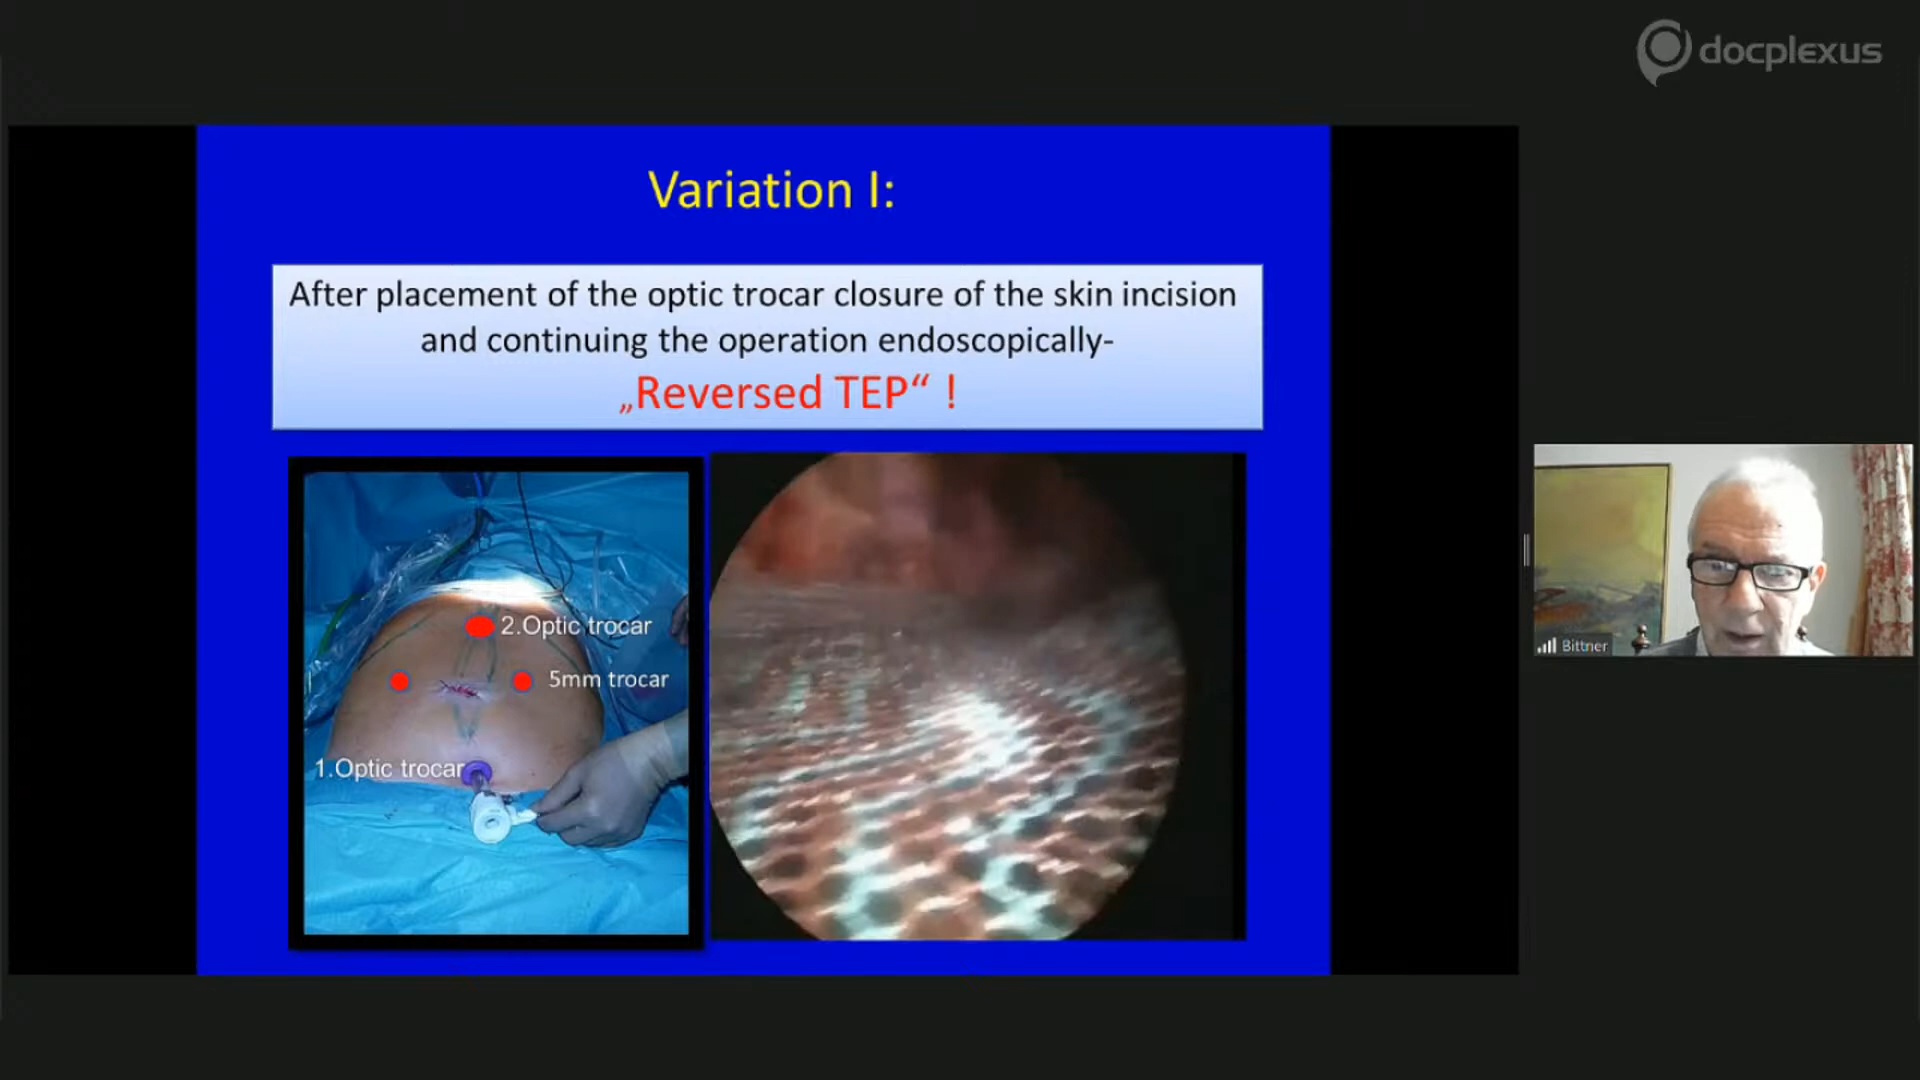 docplexus
Variation I:
After placement of the optic trocar closure of the skin incision
and continuing the operation endoscopically-
„Reversed TEP“ !
2.Optic trocar
5mm trocar
1.Optic trocar
Bittner